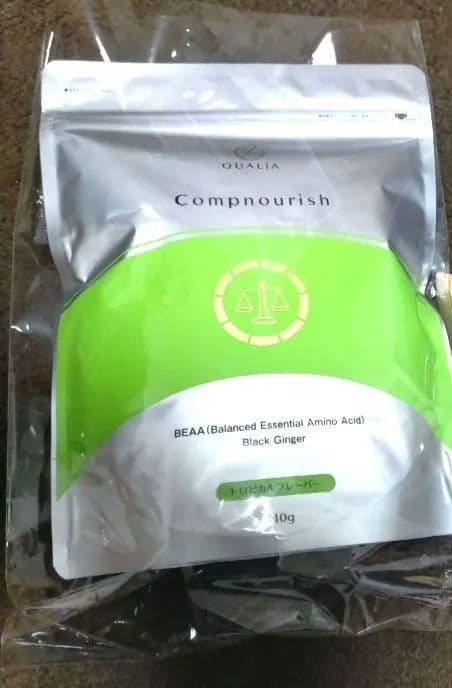 QUALIA
Compnourish
BEAA(Balanced Essential Amino Acid)
Black Ginger
トロピカルフレーバー
40g